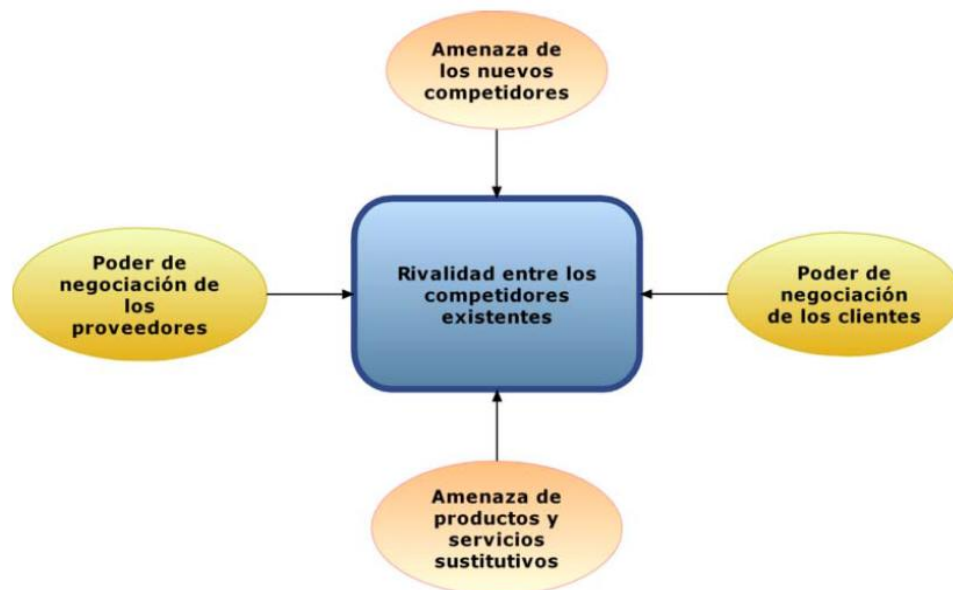 Amenaza de
los nuevos
competidores
Poder de
negociación de
los
proveedores
Rivalidad entre los
competidores
existentes
Poder de
negociación
de los clientes
Amenaza de
productos y
servicios
sustitutivos